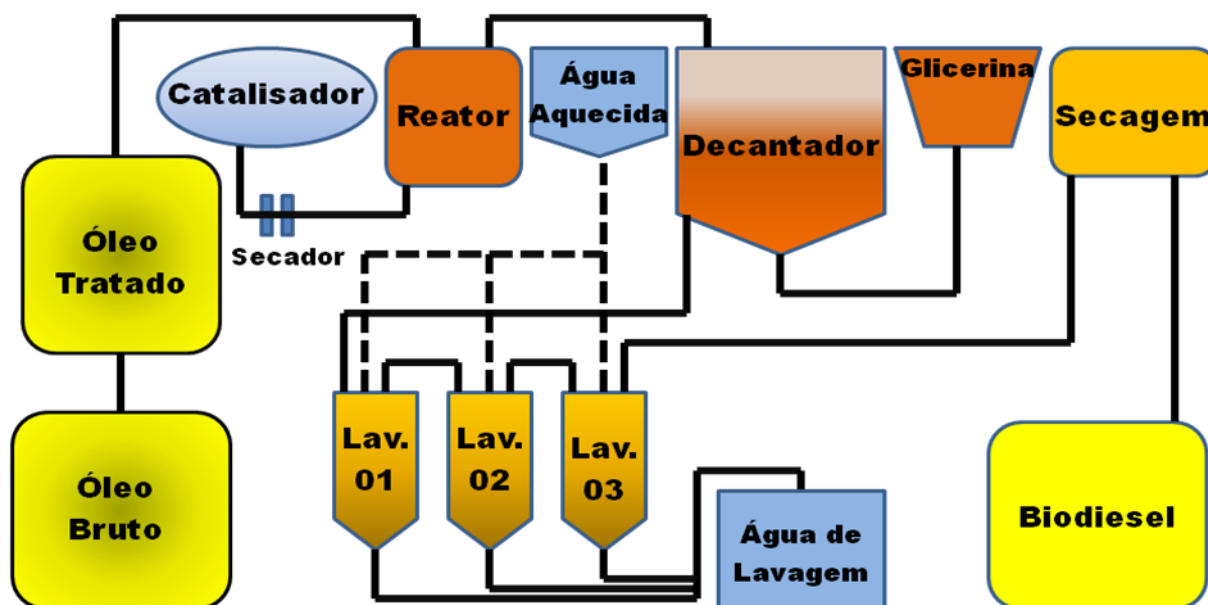 Catalisador
Reator
Água
Aquecida
Decantador
Glicerina
Secagem
Óleo
Tratado
Secador
Óleo
Bruto
Lav.
01
Lav.
02
Lav.
03
Água de
Lavagem
Biodiesel